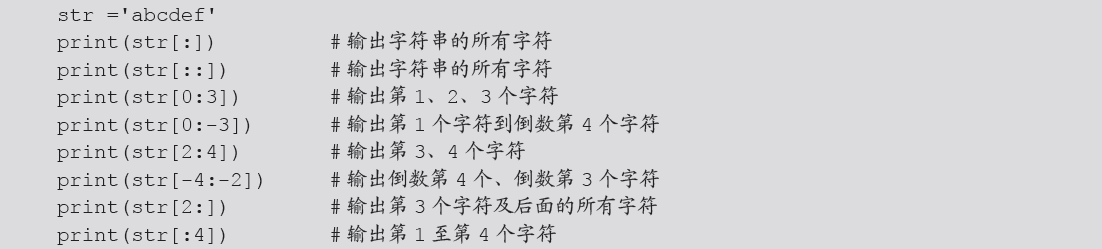 str ='abcdef'
print(str[:]) #输出字符串的所有字符
print(str[::]) #输出字符串的所有字符
print(str[0:3]) #输出第 1、2、3 个字符
print(str[0:-3]) #输出第 1 个字符到倒数第 4 个字符
print(str[2:4]) #输出第 3、4 个字符
print(str[-4:-2]) #输出倒数第 4 个、倒数第 3 个字符
print(str[2:]) #输出第 3 个字符及后面的所有字符
print(str[:4]) #输出第 1 至第 4 个字符